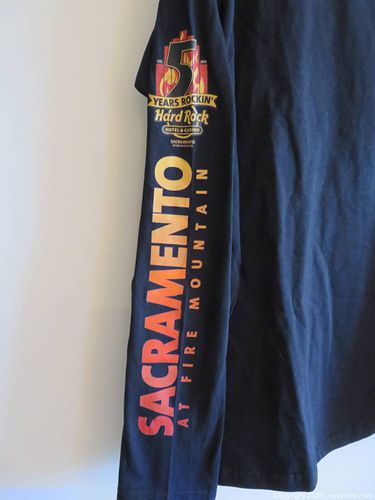 5
YEARS ROCKIN'
Hard Rock
HOTEL & CASINO
SACRAMENTO
SACRAMENTO
AT FIRE MOUNTAIN